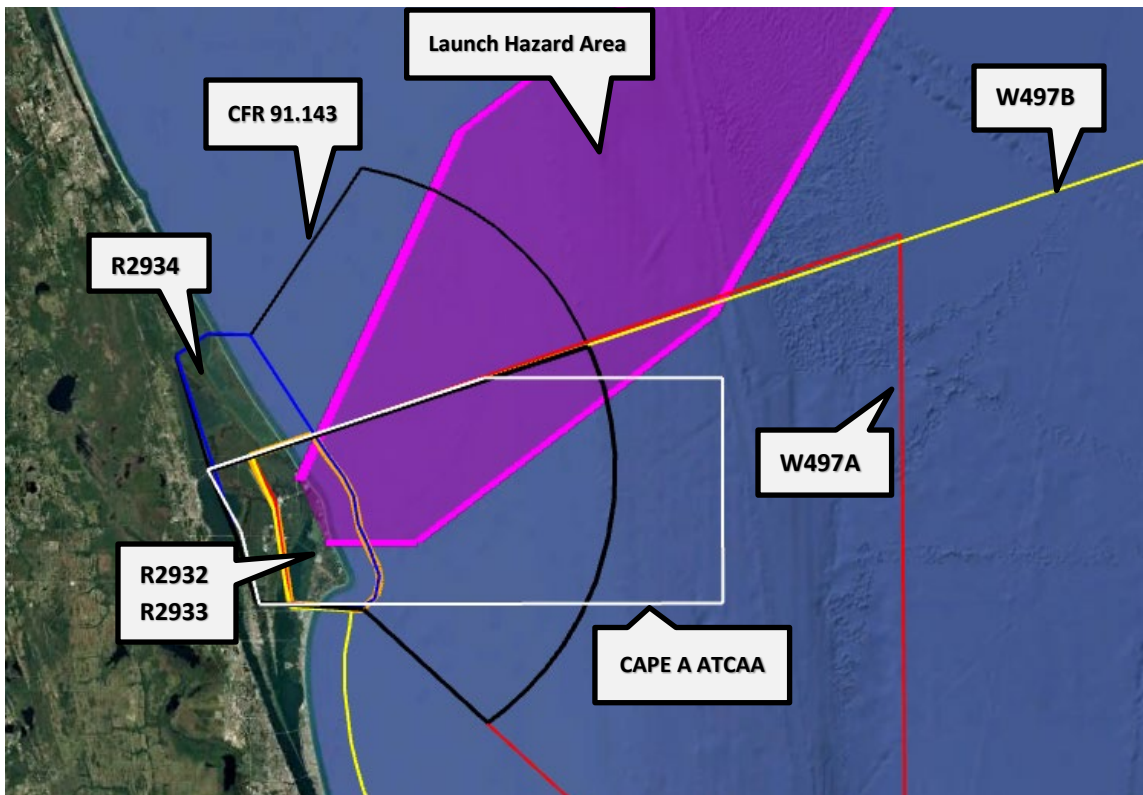 Launch Hazard Area
CFR 91.143
W497B
R2934
W497A
R2932
R2933
CAPE A ATCAA